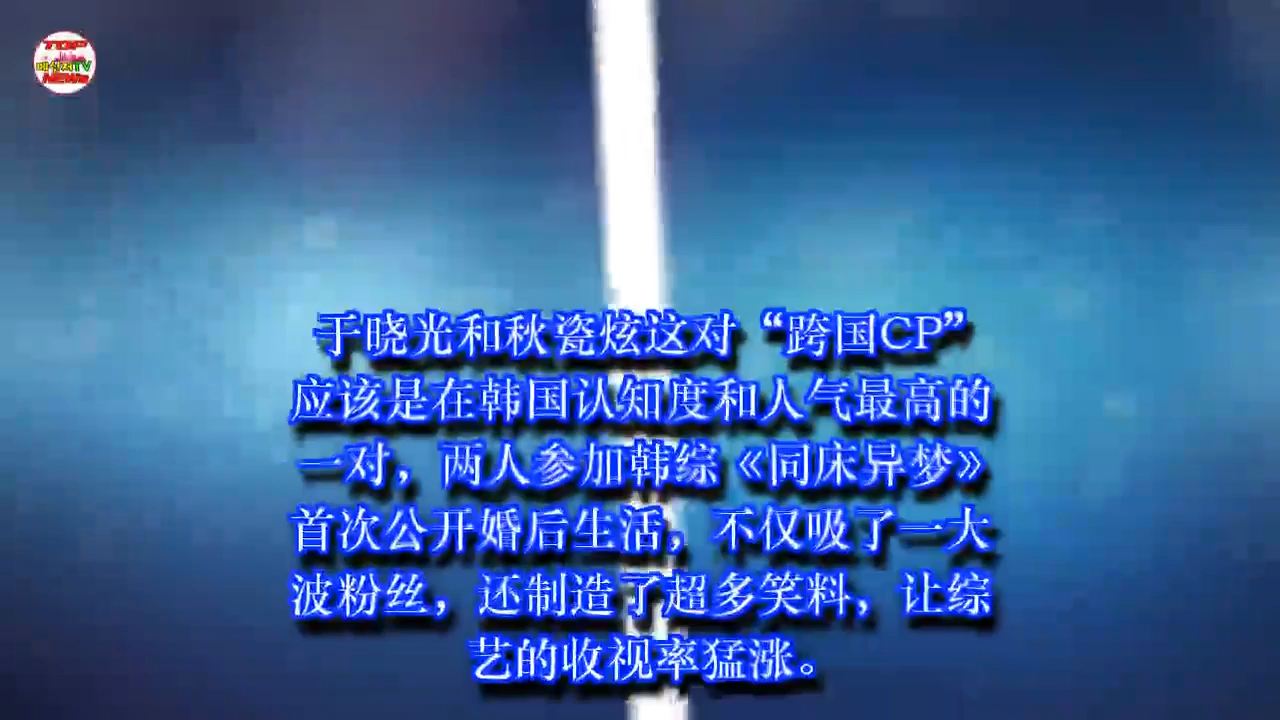 TOP
TV
NEWS
于晓光和秋瓷炫这对“跨国CP”
应该是在韩国认知度和人气最高的
一对，两人参加韩综《同床异梦》
首次公开婚后生活，不仅吸了一大
波粉丝，还制造了超多笑料，让综
艺的收视率猛涨。